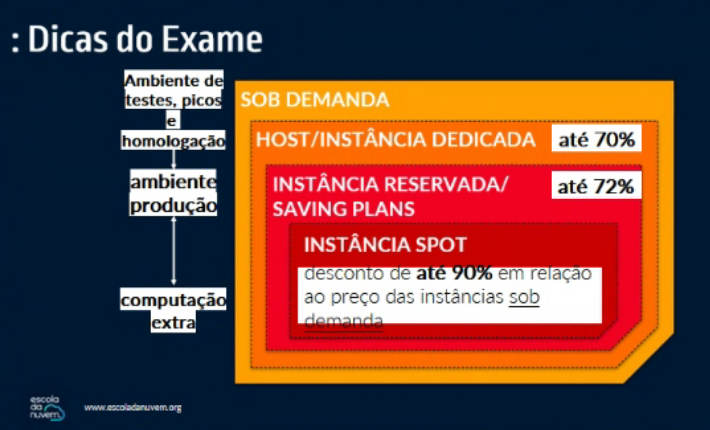 : Dicas do Exame
Ambiente de
testes, picos
e
homologação
ambiente
produção
computação
extra
SOB DEMANDA
HOST/INSTÂNCIA DEDICADA até 70%
INSTÂNCIA RESERVADA/ até 72%
SAVING PLANS
INSTÂNCIA SPOT
desconto de até 90% em relação
ao preço das instâncias sob
demanda
escola
da
nuvem
www.escoladanuvem.org